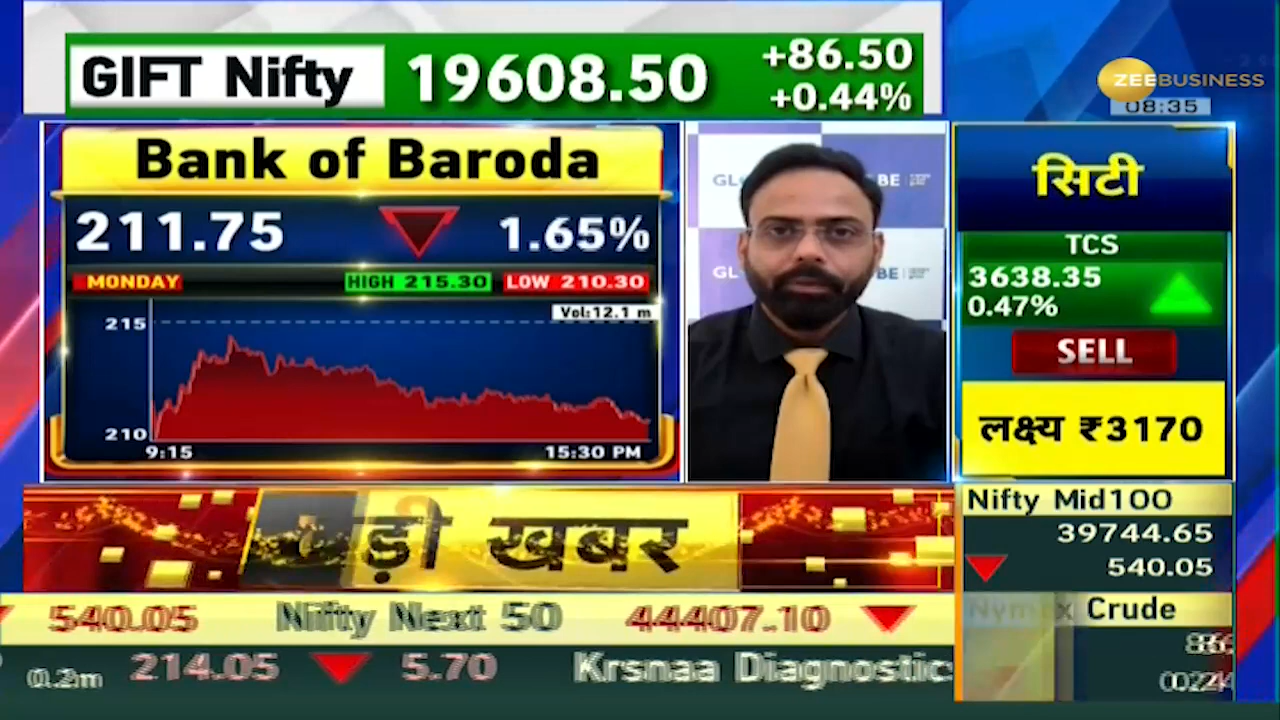 GIFT Nifty 19608.50 +86.50
+0.44%
ZEEBUSINESS
08:35
Bank of Baroda
211.75 1.65%
MONDAY HIGH 215.30 LOW 210.30
Vol:12.1 m
215
210
9:15 15:30 PM
सिटी
TCS
3638.35
0.47%
SELL
लक्ष्य ₹3170
Nifty Mid100
39744.65
540.05
Crude
खबर
540.05 Nifty Next 50 44407.10
0.2m 214.05 5.70 Krsnaa Diagnostic